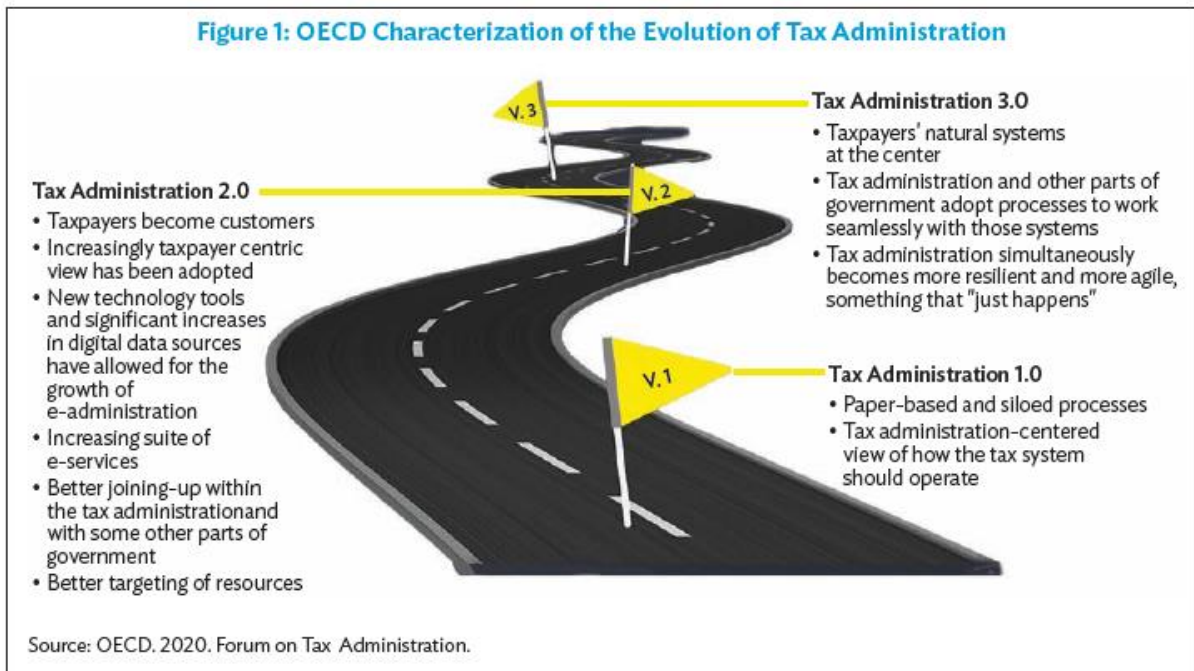 Figure 1: OECD Characterization of the Evolution of Tax Administration
V. 3
Tax Administration 3.0
• Taxpayers' natural systems
at the center
• Tax administration and other parts of
government adopt processes to work
seamlessly with those systems
• Tax administration simultaneously
becomes more resilient and more agile,
something that "just happens"
Tax Administration 2.0
V. 2
• Taxpayers become customers
• Increasingly taxpayer centric
view has been adopted
• New technology tools
and significant increases
in digital data sources
have allowed for the
growth of
e-administration
• Increasing suite of
e-services
• Better joining-up within
the tax administrationand
with some other parts of
government
• Better targeting of resources
V. 1
Tax Administration 1.0
• Paper-based and siloed processes
• Tax administration-centered
view of how the tax system
should operate
Source: OECD. 2020. Forum on Tax Administration.